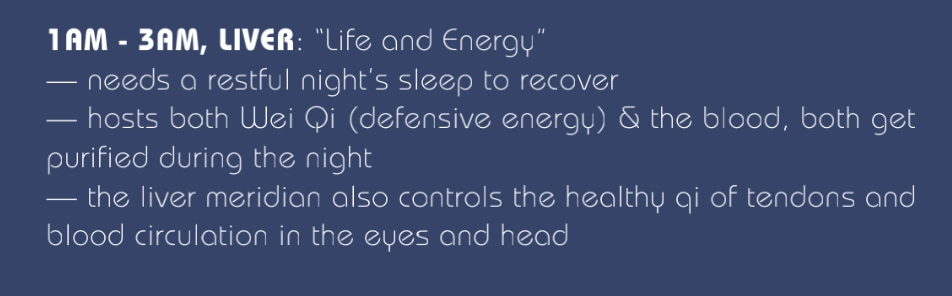 1AM - 3AM, LIVER: “Life and Energy”
— needs a restful night’s sleep to recover
— hosts both Wei Qi (defensive energy) & the blood, both get
purified during the night
— the liver meridian also controls the healthy qi of tendons and
blood circulation in the eyes and head